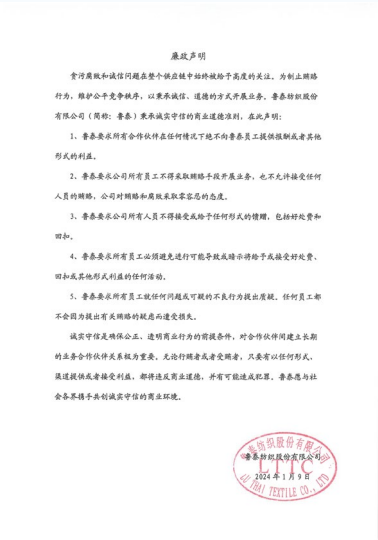 廉政声明
贪污腐败和诚信问题在整个供应链中始终被给予高度的关注。为制止贿赂
行为，维护公平竞争秩序，以秉承诚信、道德的方式开展业务。鲁泰纺织股份
有限公司（简称：鲁泰）秉承诚实守信的商业道德准则，在此声明：
1、鲁泰要求所有合作伙伴在任何情况下绝不向鲁泰员工提供报酬或者其他
形式的利益。
2、鲁泰要求公司所有员工不得采取贿赂手段开展业务，也不允许接受任何
人员的贿赂，公司对贿赂和腐败采取零容忍的态度。
3、鲁泰要求公司所有人员不得接受或给予任何形式的馈赠，包括好处费和
回扣。
4、鲁泰要求所有员工必须避免进行可能导致或暗示将给予或接受好处费、
回扣或其他形式利益的任何活动。
5、鲁泰要求所有员工就任何问题或可疑的不良行为提出质疑。任何员工都
不会因为提出有关贿赂的疑虑而遭受损失。
诚实守信是确保公正、透明商业行为的前提条件，对合作伙伴间建立长期
的业务合作伙伴关系极为重要。无论行贿者或者受贿者，只要有以任何形式、
渠道提供或者接受利益，都将违反商业道德，并有可能造成犯罪。鲁泰愿与社
会各界携手共创诚实守信的商业环境。
鲁泰纺织股份有限公司
鲁泰纺织股份有限公司
LTTC
2024 年 1 月 9 日
LU THAI TEXTILE CO., LTD